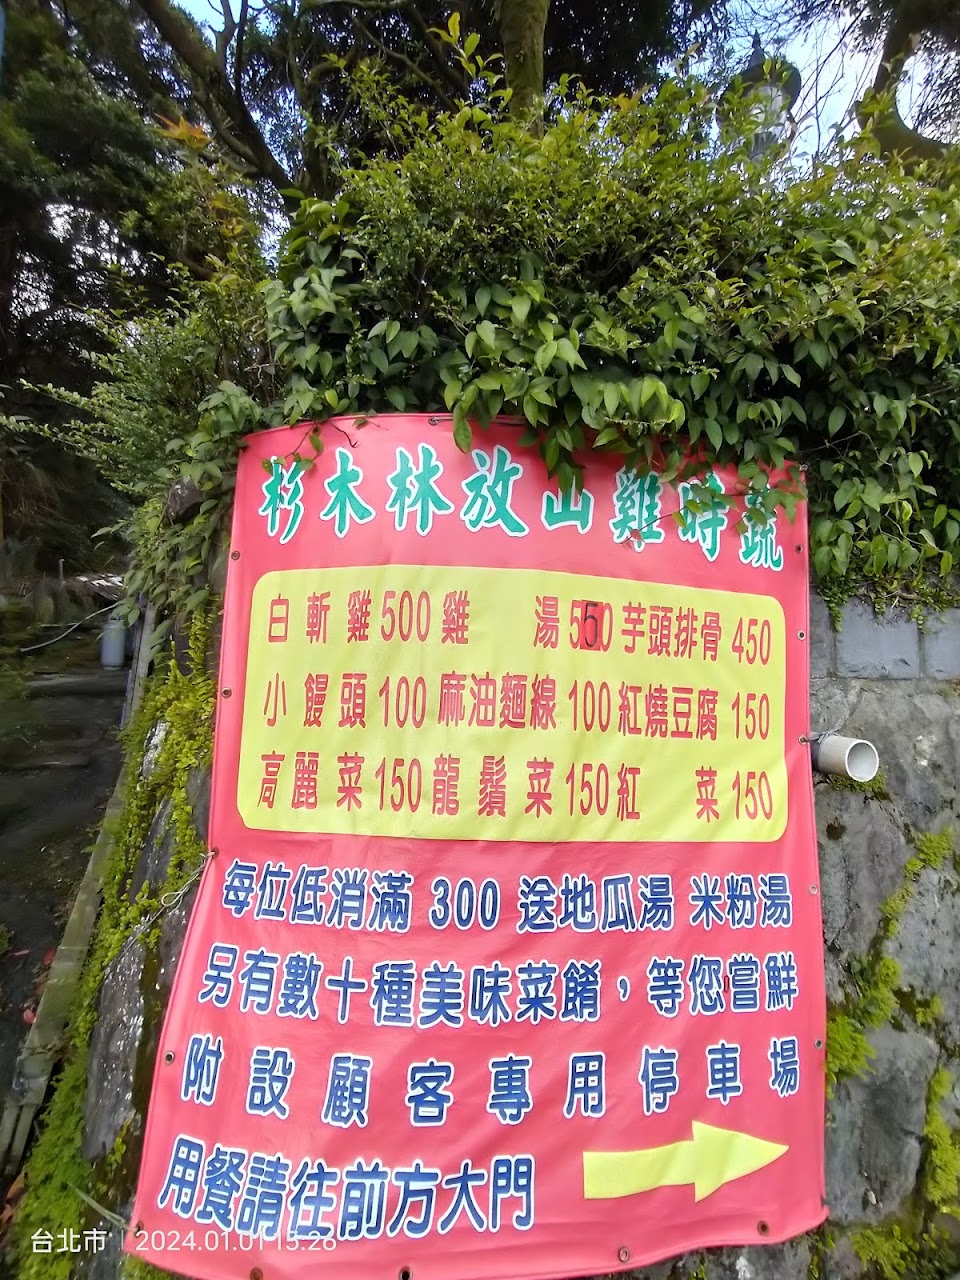 杉木林放山雞時蔬
白斬雞500 雞湯550 芋頭排骨450
小饅頭100 麻油麵線100 紅燒豆腐150
高麗菜150 龍鬚菜150 紅菜150
每位低消滿 300 送地瓜湯 米粉湯
另有數十種美味菜餚，等您嘗鮮
附設顧客專用停車場
用餐請往前方大門
台北市 | 2024.01.01 15:26